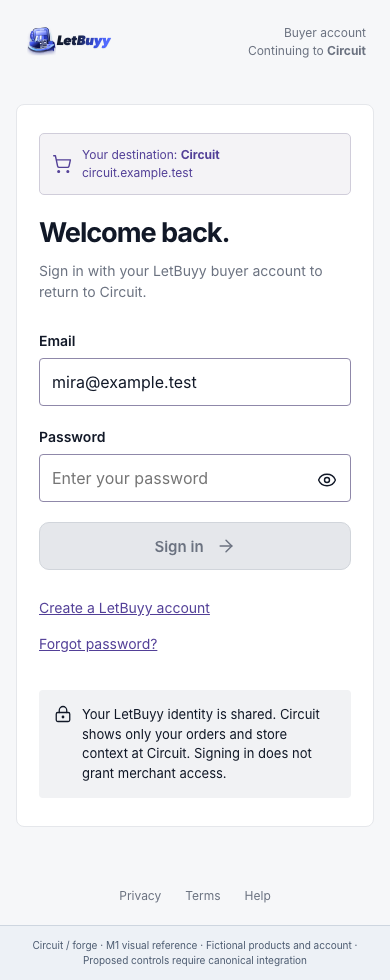 LetBuyy
Buyer account
Continuing to Circuit
Your destination: Circuit
circuit.example.test
Welcome back.
Sign in with your LetBuyy buyer account to
return to Circuit.
Email
mira@example.test
Password
Enter your password
Sign in
Create a LetBuyy account
Forgot password?
Your LetBuyy identity is shared. Circuit
shows only your orders and store
context at Circuit. Signing in does not
grant merchant access.
Privacy Terms Help
Circuit / forge · M1 visual reference · Fictional products and account ·
Proposed controls require canonical integration